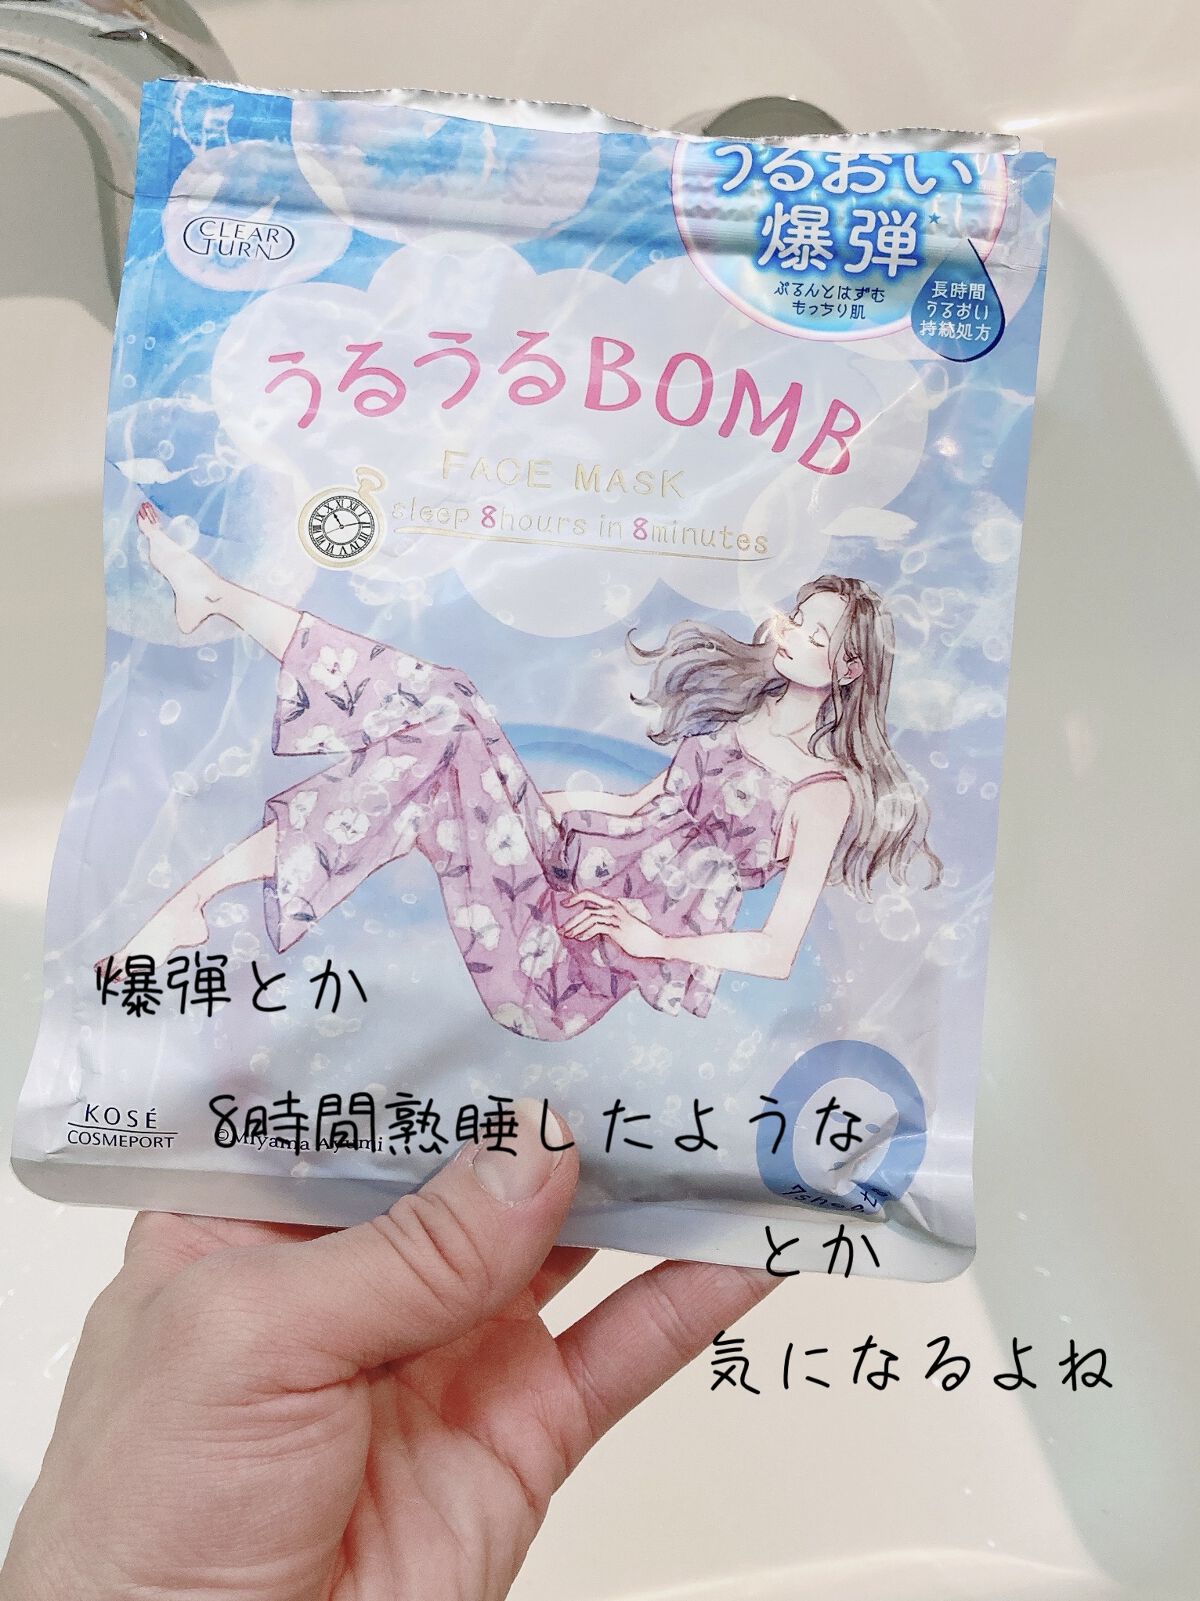 うるおい
爆弾
ぷるんとはずむ
もっちり肌
長時間
うるおい
持続処方
CLEAR
TURN
うるうるBOMB
FACE MASK
sleep 8hours in 8minutes
爆弾とか
KOSÉ
COSMEPORT
8時間熟睡したような
©Miyama Ayumi
とか
気になるよね